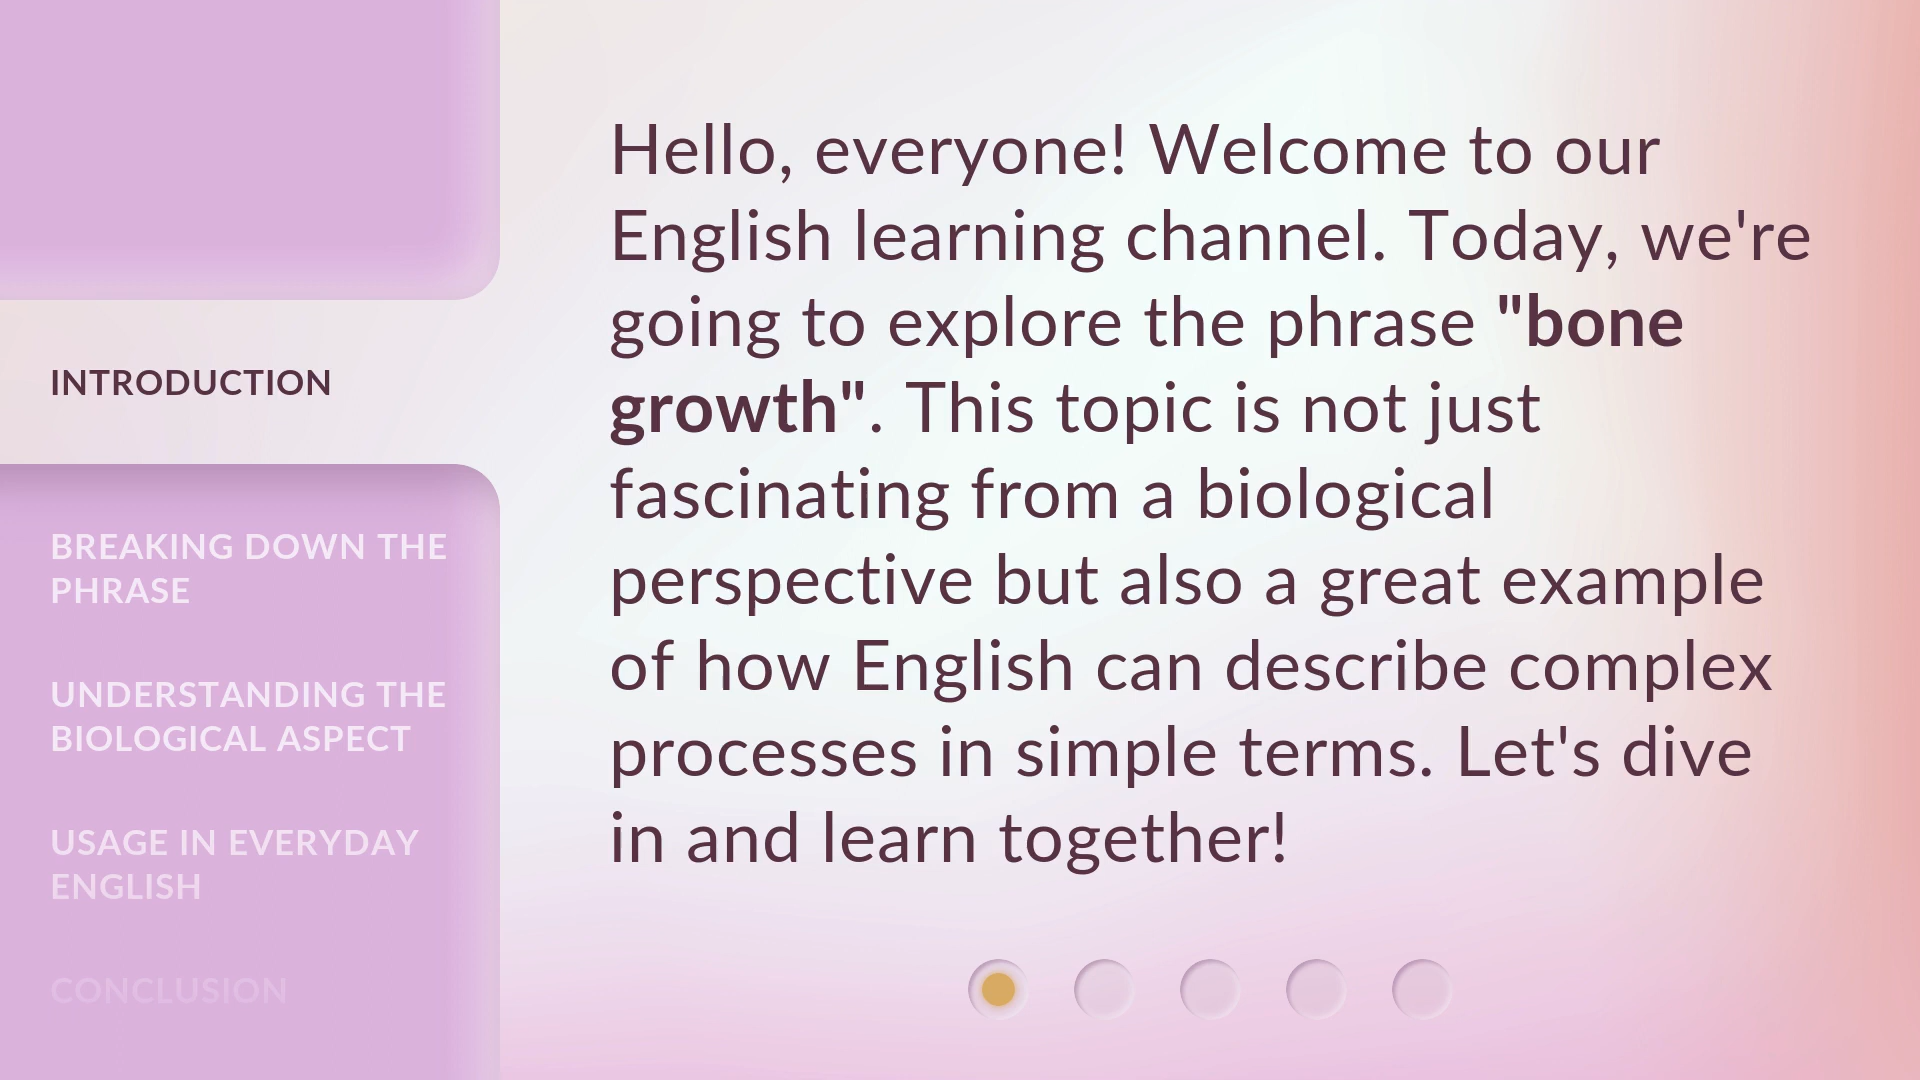 INTRODUCTION
BREAKING DOWN THE
PHRASE
UNDERSTANDING THE
BIOLOGICAL ASPECT
USAGE IN EVERYDAY
ENGLISH
CONCLUSION
Hello, everyone! Welcome to our
English learning channel. Today, we're
going to explore the phrase "bone
growth". This topic is not just
fascinating from a biological
perspective but also a great example
of how English can describe complex
processes in simple terms. Let's dive
in and learn together!